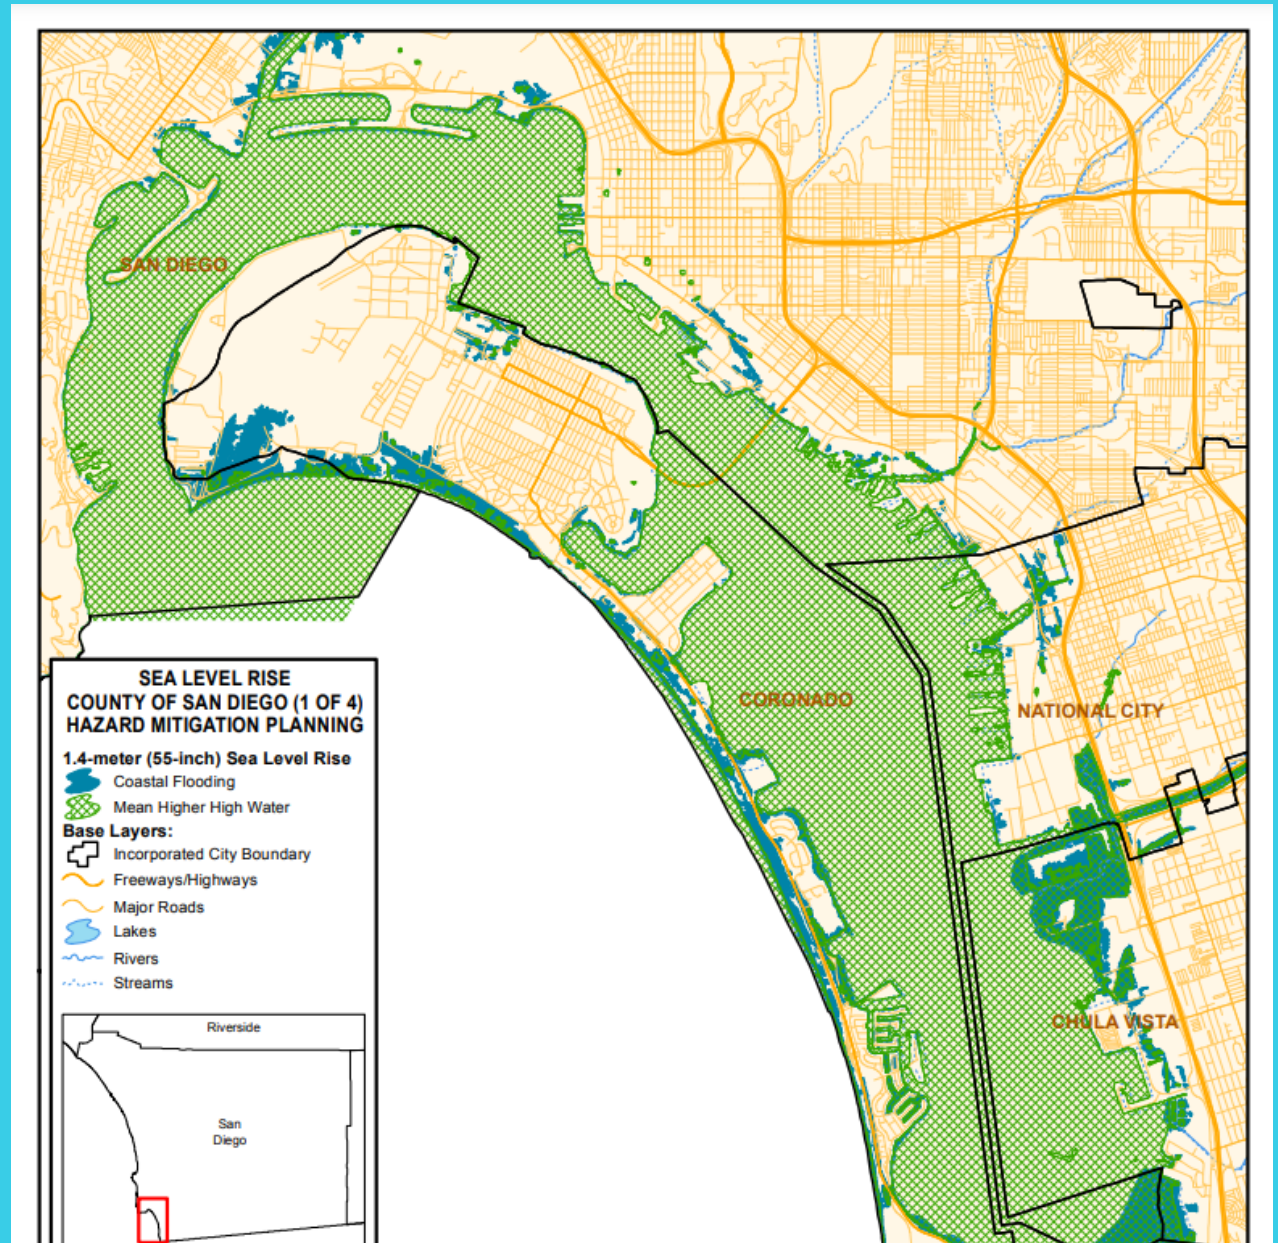 SAN DIEGO
CORONADO
NATIONAL CITY
CHULA VISTA
SEA LEVEL RISE
COUNTY OF SAN DIEGO (1 OF 4)
HAZARD MITIGATION PLANNING
1.4-meter (55-inch) Sea Level Rise
Coastal Flooding
Mean Higher High Water
Base Layers:
Incorporated City Boundary
Freeways/Highways
Major Roads
Lakes
Rivers
Streams
Riverside
San
Diego